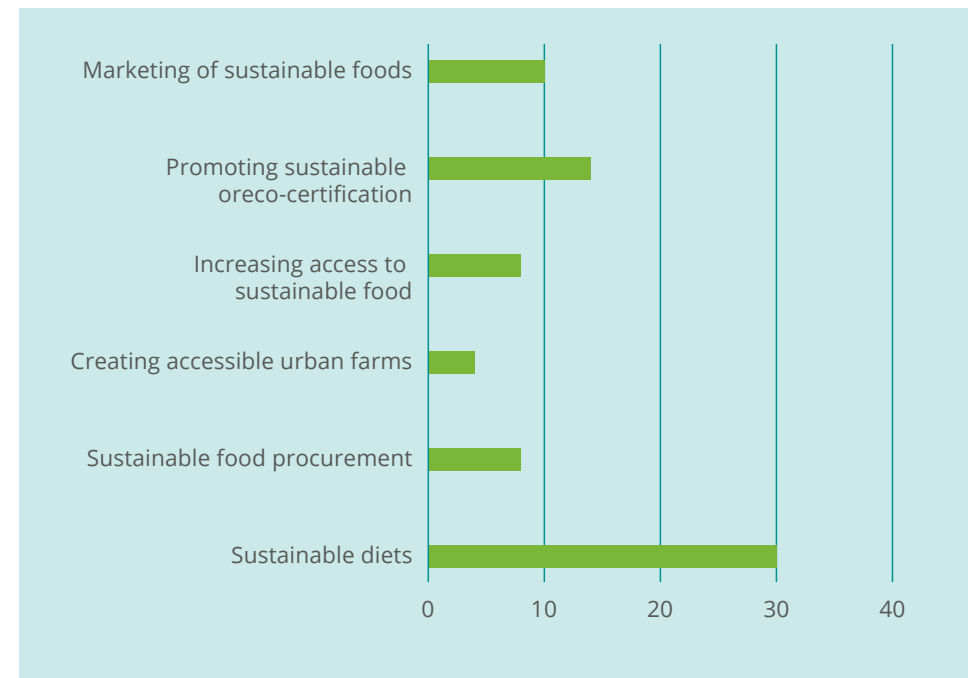 Marketing of sustainable foods
Promoting sustainable
oreco-certification
Increasing access to
sustainable food
Creating accessible urban farms
Sustainable food procurement
Sustainable diets
0 10 20 30 40